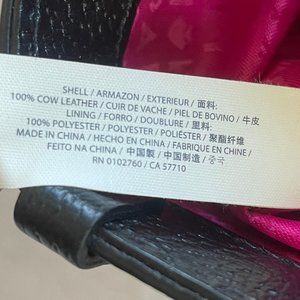 SHELL / ARMAZON / EXTERIEUR / 面料:
100% COW LEATHER / CUIR DE VACHE / PIEL DE BOVINO / 牛皮
LINING / FORRO / DOUBLURE / 里料:
100% POLYESTER / POLYESTER / POLIÉSTER / 聚酯纤维
MADE IN CHINA / HECHO EN CHINA / FABRIQUE EN CHINE /
FEITO NA CHINA / 中国製 / 中国制造 / 중국
RN 0102760 / CA 57710